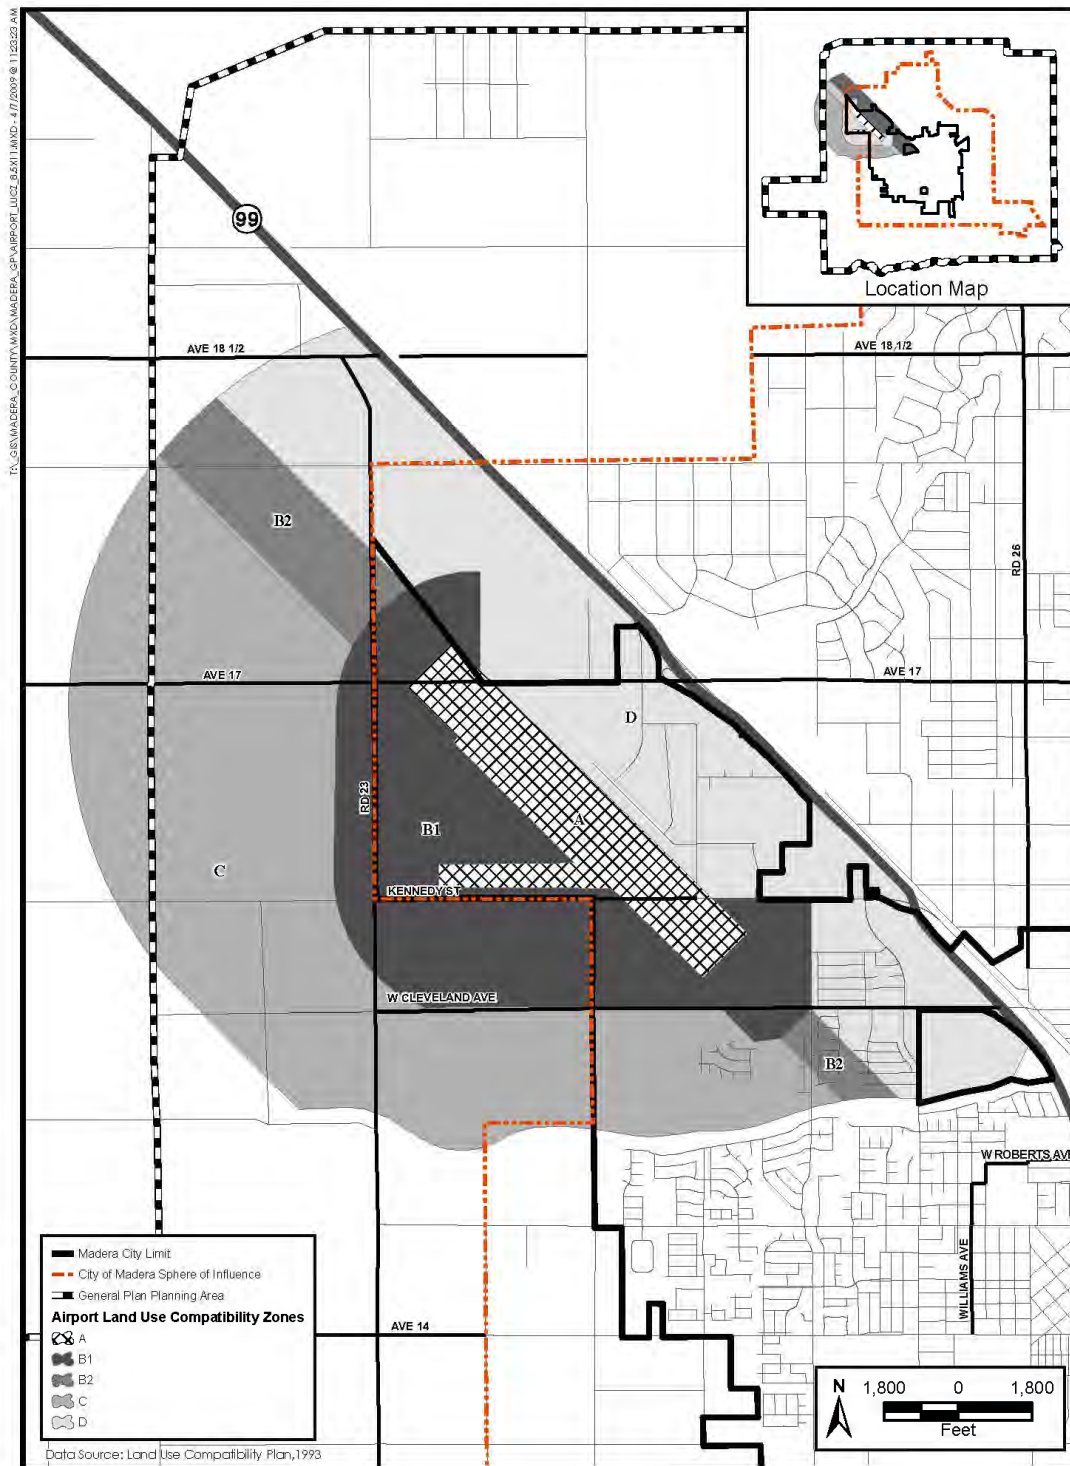 T:\_GIS\MADERA_COUNTY\MXD\MADERA_GP\AIRPORT_LUCZ_8.5X11.MXD - 4/7/2009 @ 11:23:23 AM
Location Map
99
AVE 18 1/2
AVE 18 1/2
B2
RD 26
AVE 17
AVE 17
D
RD 23
A
B1
C
KENNEDY ST
W CLEVELAND AVE
B2
W ROBERTS AVE
WILLIAMS AVE
AVE 14
Madera City Limit
City of Madera Sphere of Influence
General Plan Planning Area
Airport Land Use Compatibility Zones
A
B1
B2
C
D
N
1,800 0 1,800
Feet
Data Source: Land Use Compatibility Plan,1993